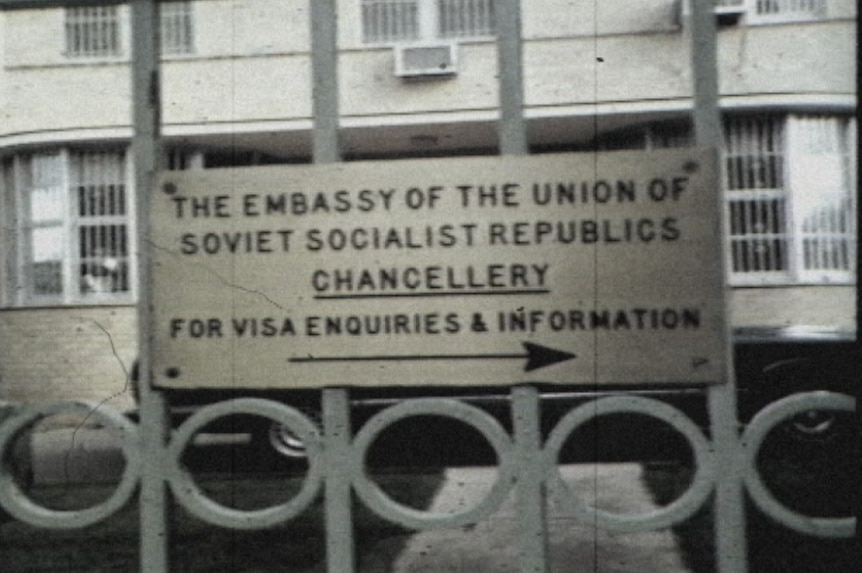 THE EMBASSY OF THE UNION OF
SOVIET SOCIALIST REPUBLICS
CHANCELLERY
FOR VISA ENQUIRIES & INFORMATION